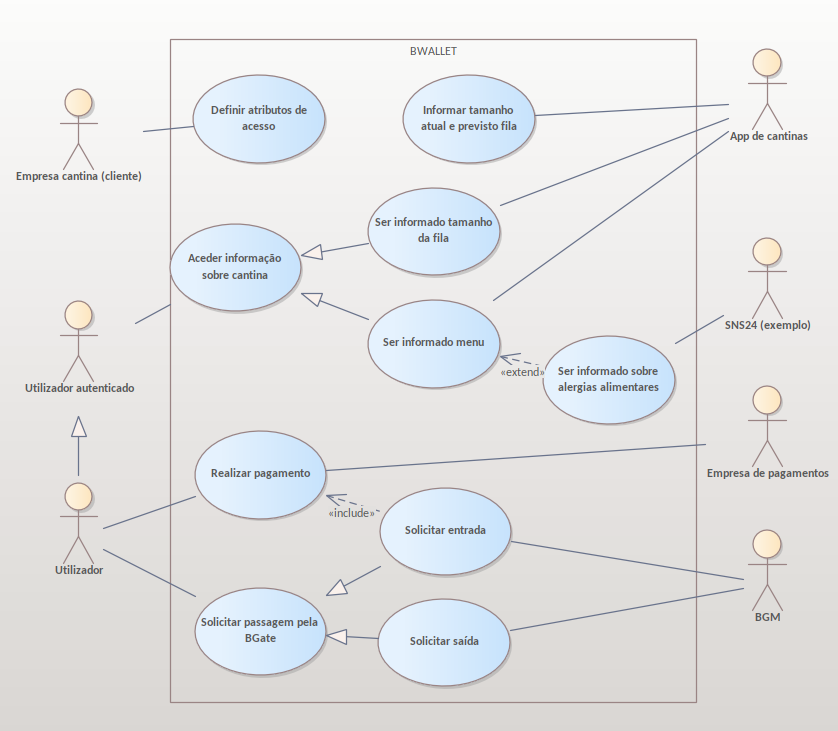 BWALLET
Definir atributos de
acesso
Informar tamanho
atual e previsto fila
App de cantinas
Empresa cantina (cliente)
Ser informado tamanho
da fila
Aceder informação
sobre cantina
SNS24 (exemplo)
Ser informado menu
«extend»
Ser informado sobre
alergias alimentares
Utilizador autenticado
Realizar pagamento
Empresa de pagamentos
«include»
Solicitar entrada
Utilizador
BGM
Solicitar passagem pela
BGate
Solicitar saída